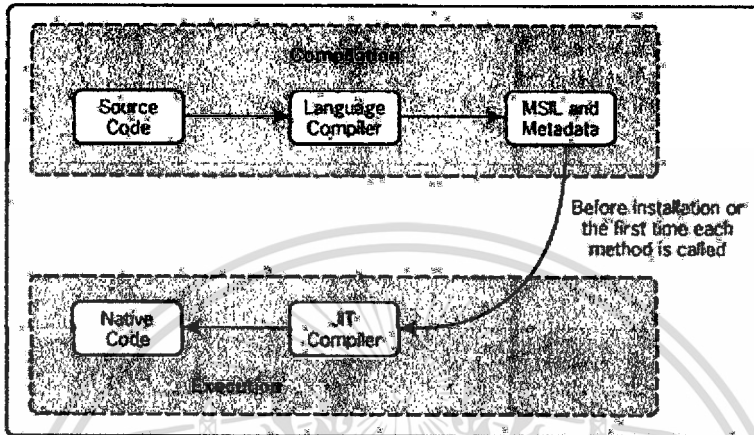 Compilation
Source
Code
Language
Compiler
MSIL and
Metadata
Before installation or
the first time each
method is called
Native
Code
JIT
Compiler
Execution